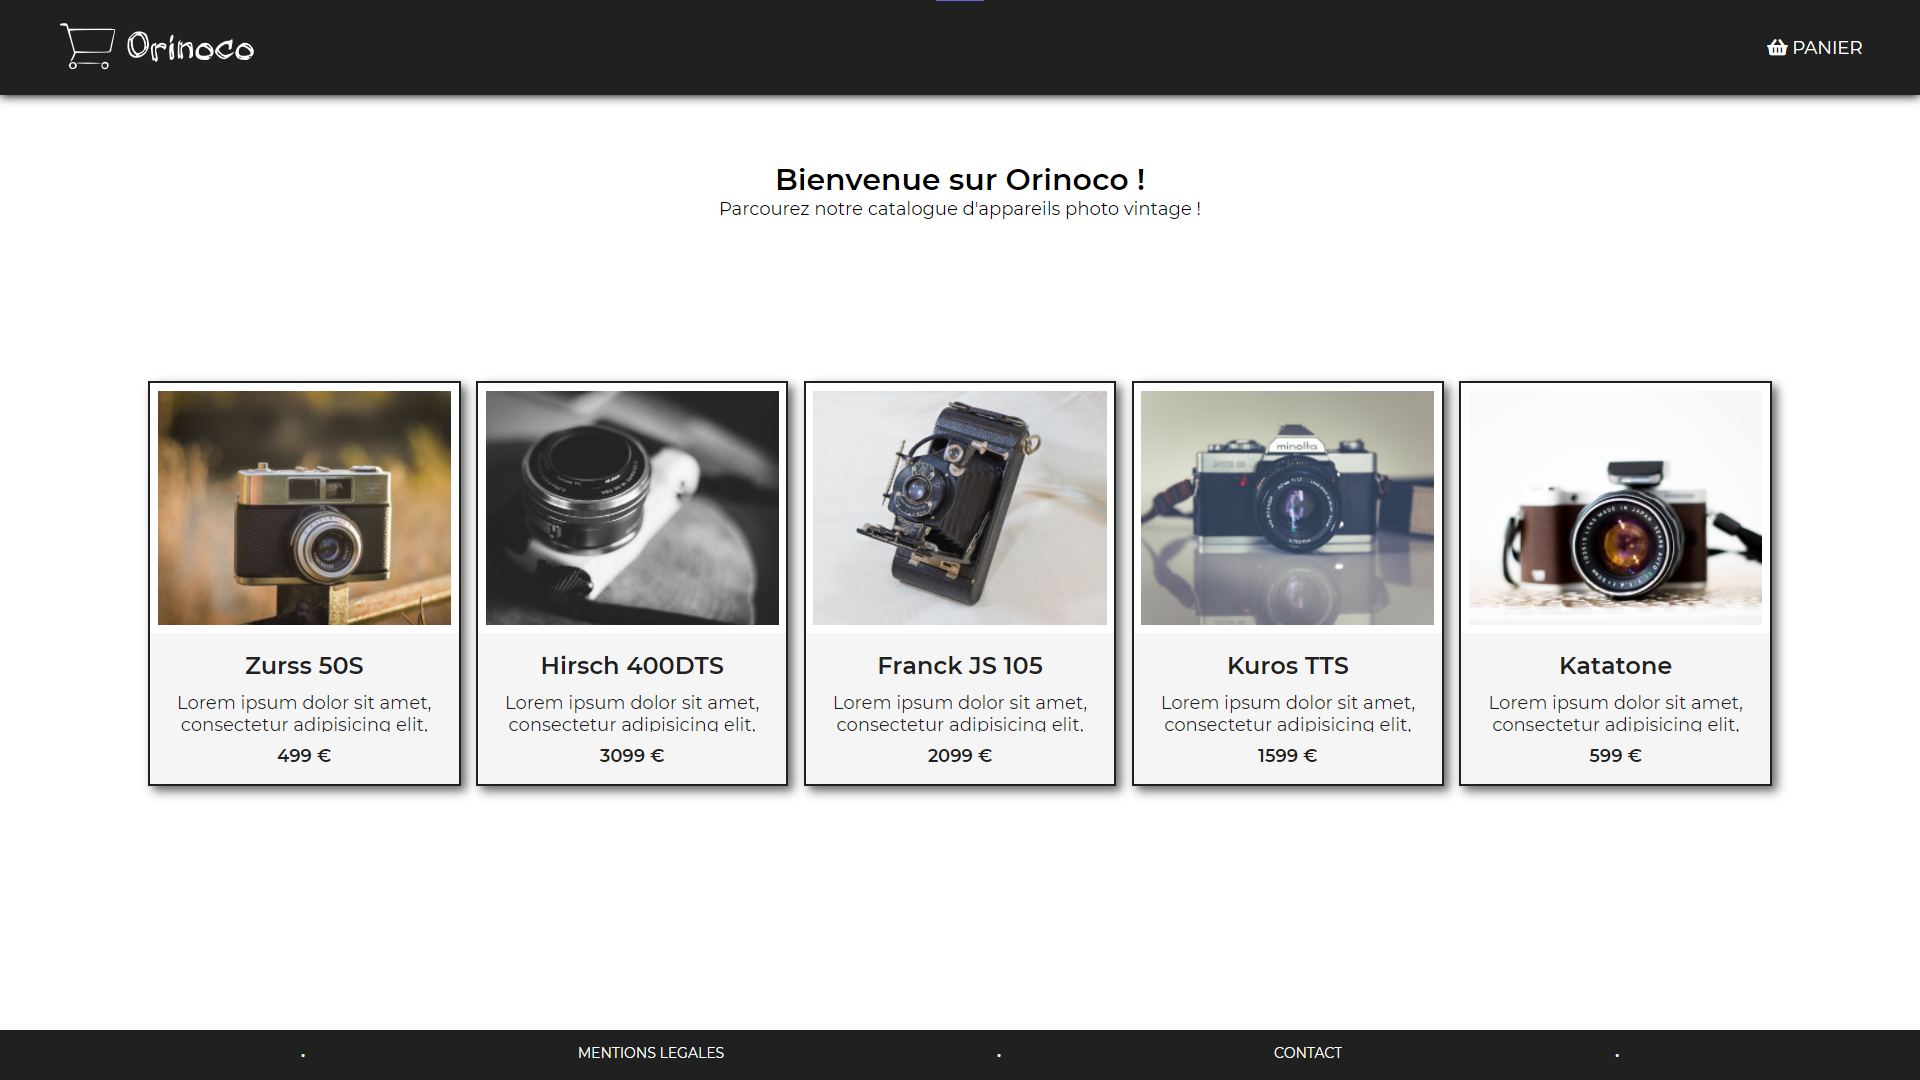 Orinoco
PANIER
Bienvenue sur Orinoco !
Parcourez notre catalogue d'appareils photo vintage !
minolta
Zurss 50S
Lorem ipsum dolor sit amet,
consectetur adipisicing elit,
499 €
Hirsch 400DTS
Lorem ipsum dolor sit amet,
consectetur adipisicing elit,
3099 €
Franck JS 105
Lorem ipsum dolor sit amet,
consectetur adipisicing elit,
2099 €
Kuros TTS
Lorem ipsum dolor sit amet,
consectetur adipisicing elit,
1599 €
Katatone
Lorem ipsum dolor sit amet,
consectetur adipisicing elit,
599 €
• MENTIONS LEGALES • CONTACT •